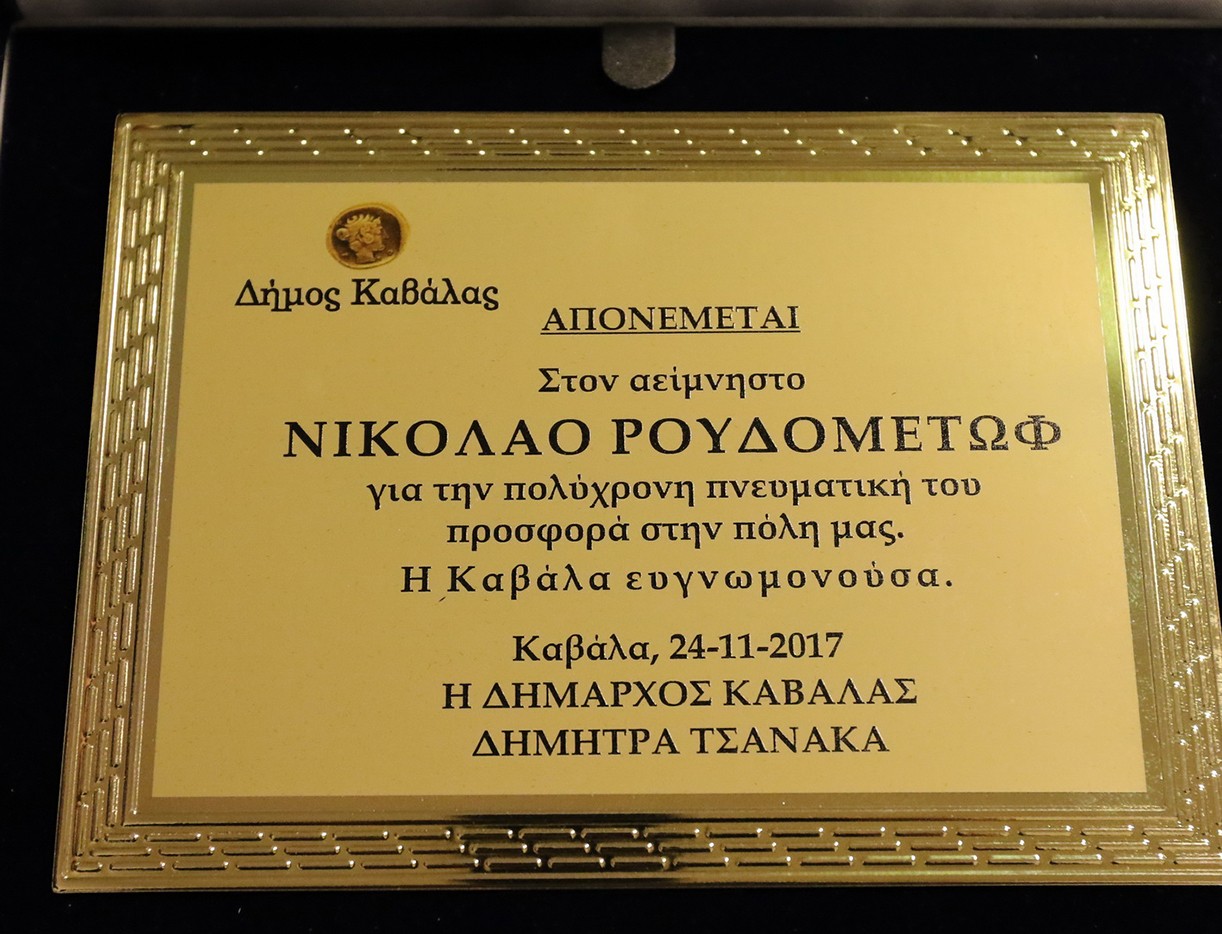 Δήμος Καβάλας
ΑΠΟΝΕΜΕΤΑΙ
Στον αείμνηστο
ΝΙΚΟΛΑΟ ΡΟΥΔΟΜΕΤΩΦ
για την πολύχρονη πνευματική του
προσφορά στην πόλη μας.
Η Καβάλα ευγνωμονούσα.
Καβάλα, 24-11-2017
Η ΔΗΜΑΡΧΟΣ ΚΑΒΑΛΑΣ
ΔΗΜΗΤΡΑ ΤΣΑΝΑΚΑ